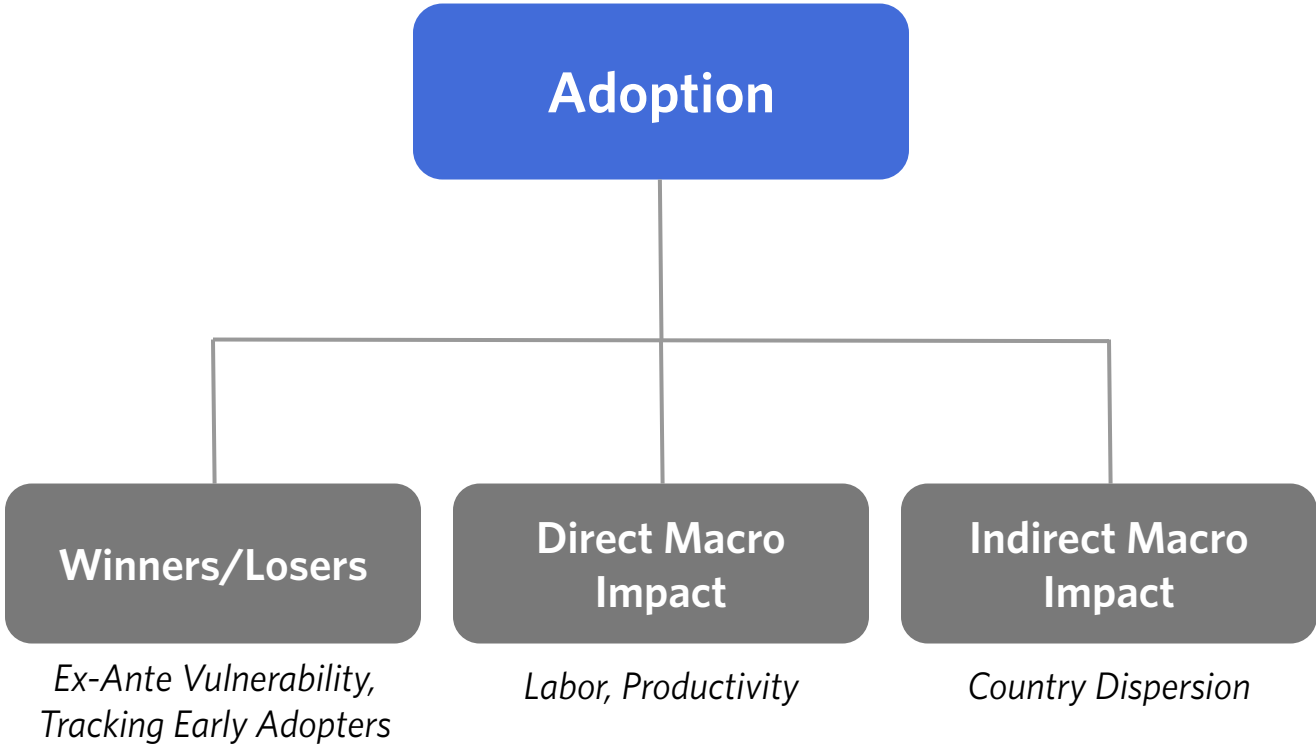 Adoption
Winners/Losers
Direct Macro
Impact
Indirect Macro
Impact
Ex-Ante Vulnerability,
Tracking Early Adopters
Labor, Productivity
Country Dispersion